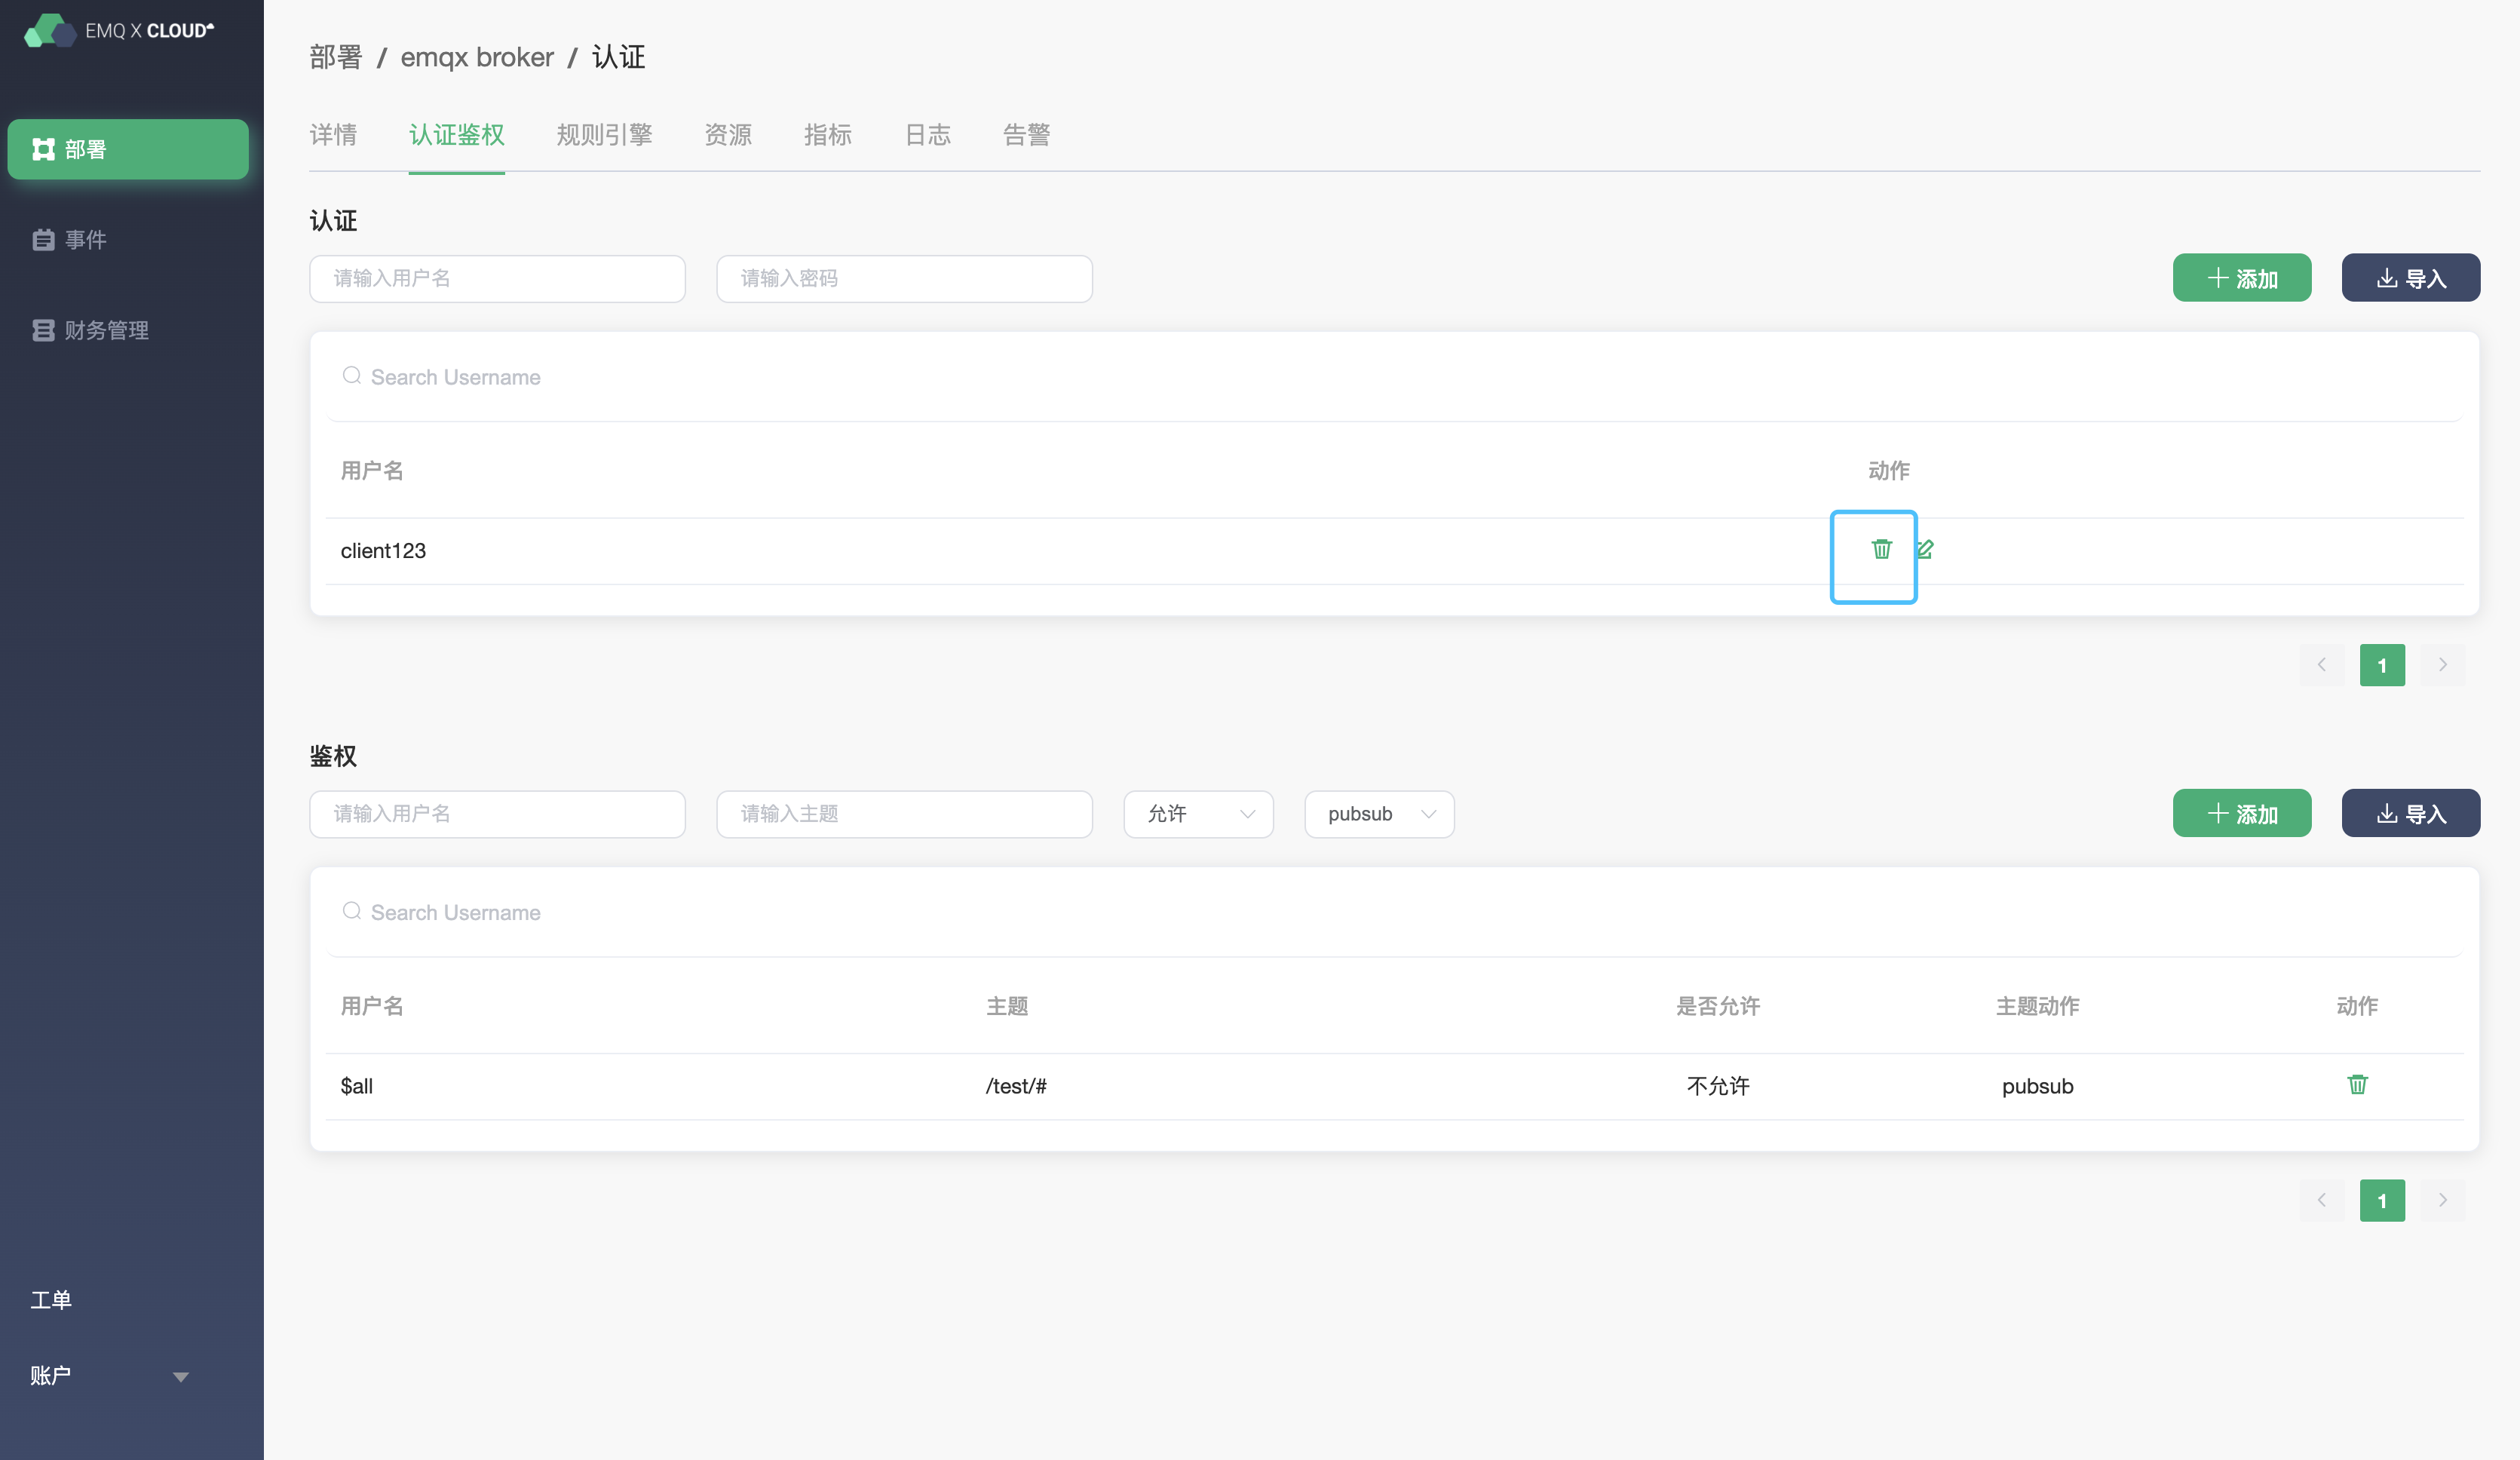 EMQ X CLOUD
部署
事件
财务管理
工单
账户
部署 / emqx broker / 认证
详情 认证鉴权 规则引擎 资源 指标 日志 告警
认证
请输入用户名 请输入密码 添加 导入
Search Username
用户名 动作
client123
1
鉴权
请输入用户名 请输入主题 允许 pubsub 添加 导入
Search Username
用户名 主题 是否允许 主题动作 动作
$all /test/# 不允许 pubsub
1